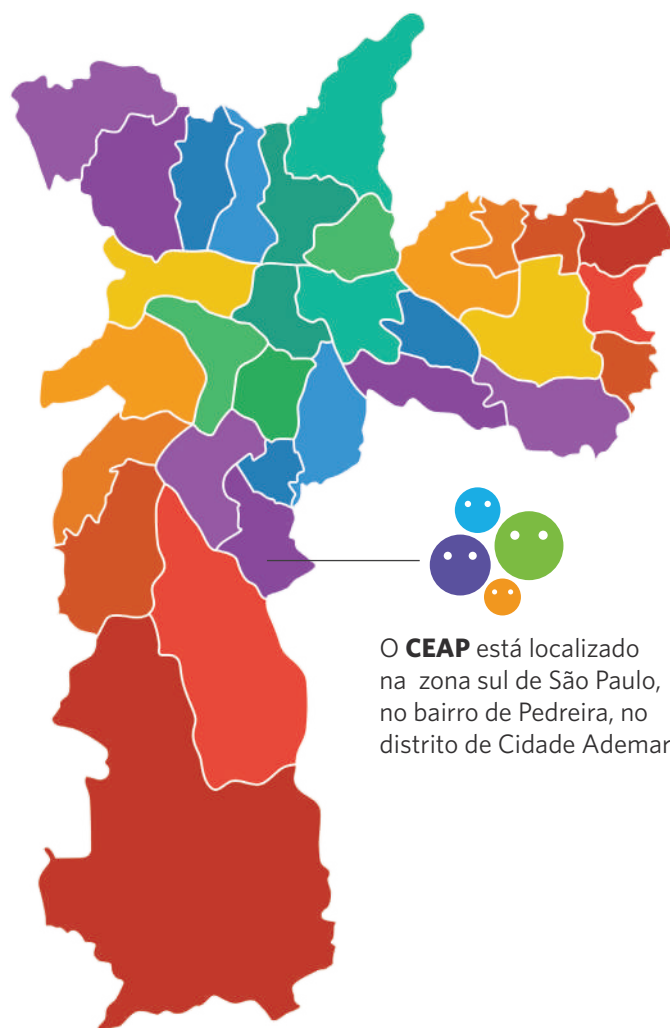 O CEAP está localizado
na zona sul de São Paulo,
no bairro de Pedreira, no
distrito de Cidade Ademar